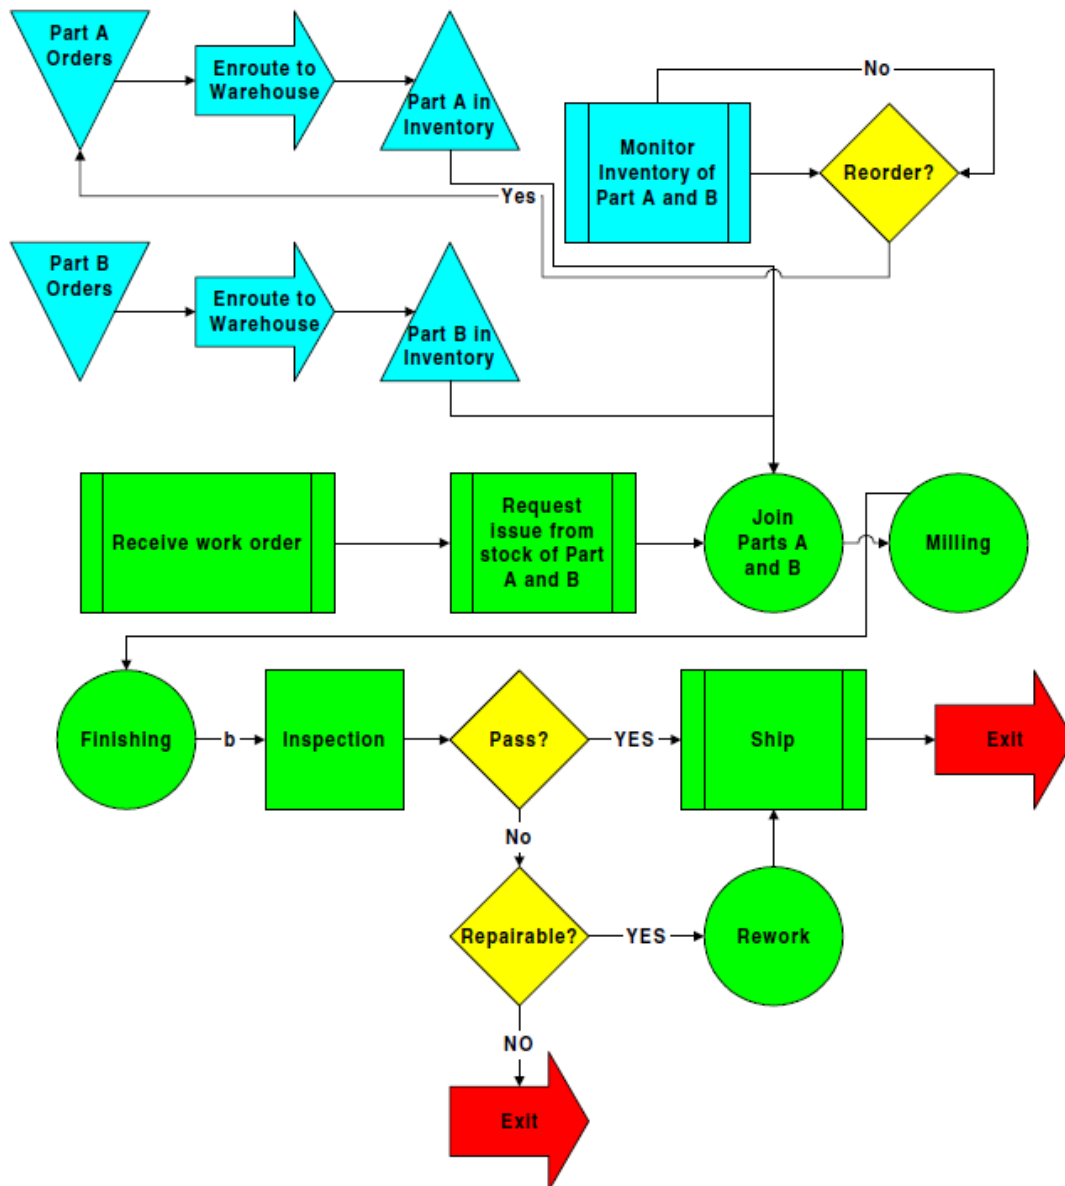 Part A
Orders
Enroute to
Warehouse
Part A in
Inventory
No
Monitor
Inventory of
Part A and B
Reorder?
Yes
Part B
Orders
Enroute to
Warehouse
Part B in
Inventory
Receive work order
Request
issue from
stock of Part
A and B
Join
Parts A
and B
Milling
Finishing
b
Inspection
Pass?
YES
Ship
Exit
No
Repairable?
YES
Rework
NO
Exit